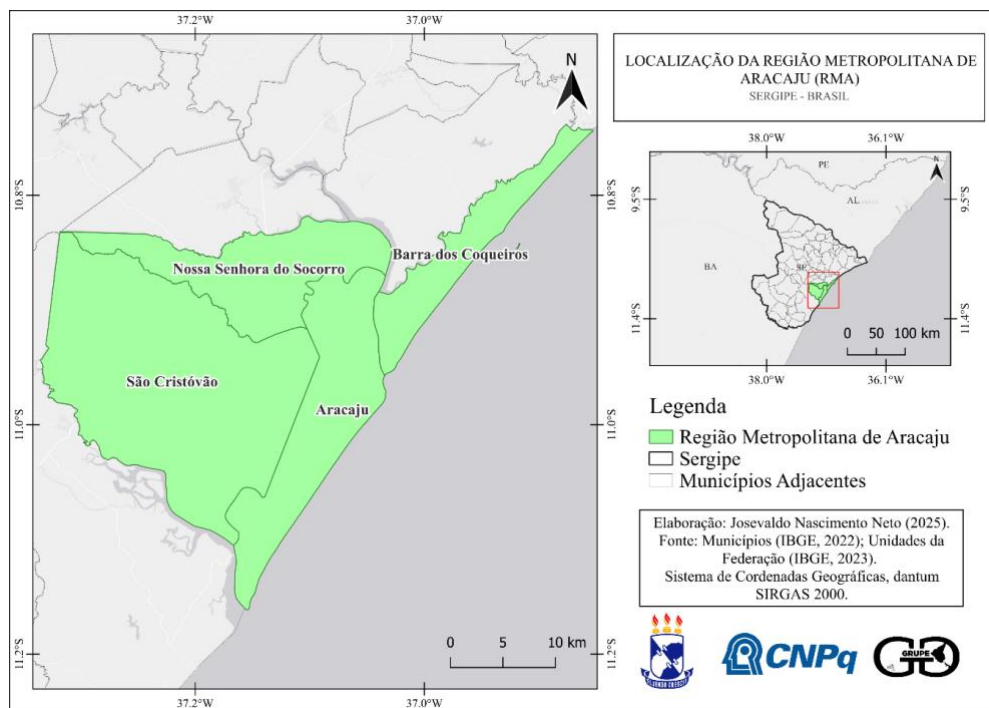 37.2°W
37.0°W
N
10.8°S
10.8°S
Barra dos Coqueirós
Nossa Senhora do Socorro
São Cristóvão
Aracaju
11.0°S
11.0°S
0 5 10 km
11.2°S
11.2°S
37.2°W
37.0°W
LOCALIZAÇÃO DA REGIÃO METROPOLITANA DE
ARACAJU (RMA)
SERGIPE - BRASIL
38.0°W
36.1°W
N
PE
9.5°S
9.5°S
AL
BA
SE
11.4°S
11.4°S
0 50 100 km
38.0°W
36.1°W
Legenda
Região Metropolitana de Aracaju
Sergipe
Municípios Adjacentes
Elaboração: Josevaldo Nascimento Neto (2025).
Fonte: Municípios (IBGE, 2022); Unidades da
Federação (IBGE, 2023).
Sistema de Cordenadas Geográficas, dantum
SIRGAS 2000.
CNPq
GRUPE